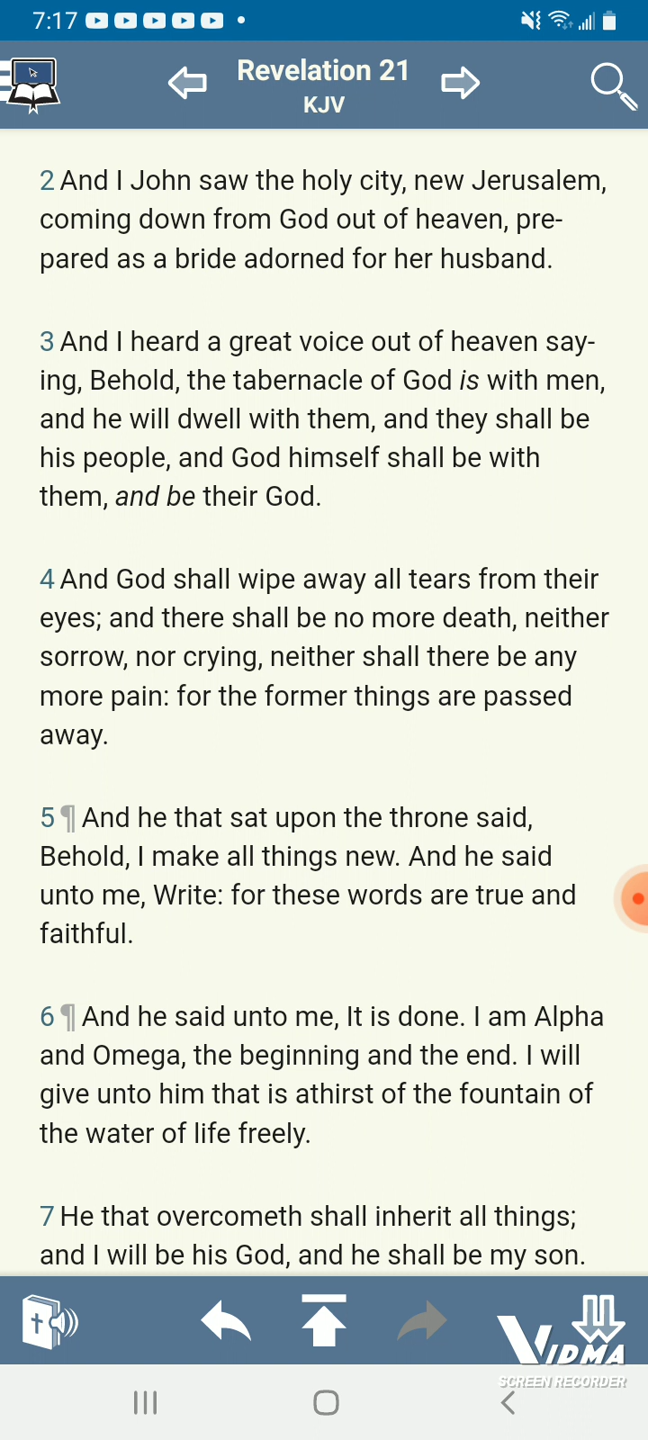 7:17
Revelation 21
KJV
2 And I John saw the holy city, new Jerusalem,
coming down from God out of heaven, pre-
pared as a bride adorned for her husband.
3 And I heard a great voice out of heaven say-
ing, Behold, the tabernacle of God is with men,
and he will dwell with them, and they shall be
his people, and God himself shall be with
them, and be their God.
4 And God shall wipe away all tears from their
eyes; and there shall be no more death, neither
sorrow, nor crying, neither shall there be any
more pain: for the former things are passed
away.
5 ¶ And he that sat upon the throne said,
Behold, I make all things new. And he said
unto me, Write: for these words are true and
faithful.
6 ¶ And he said unto me, It is done. I am Alpha
and Omega, the beginning and the end. I will
give unto him that is athirst of the fountain of
the water of life freely.
7 He that overcometh shall inherit all things;
and I will be his God, and he shall be my son.
VIDMA
SCREEN RECORDER